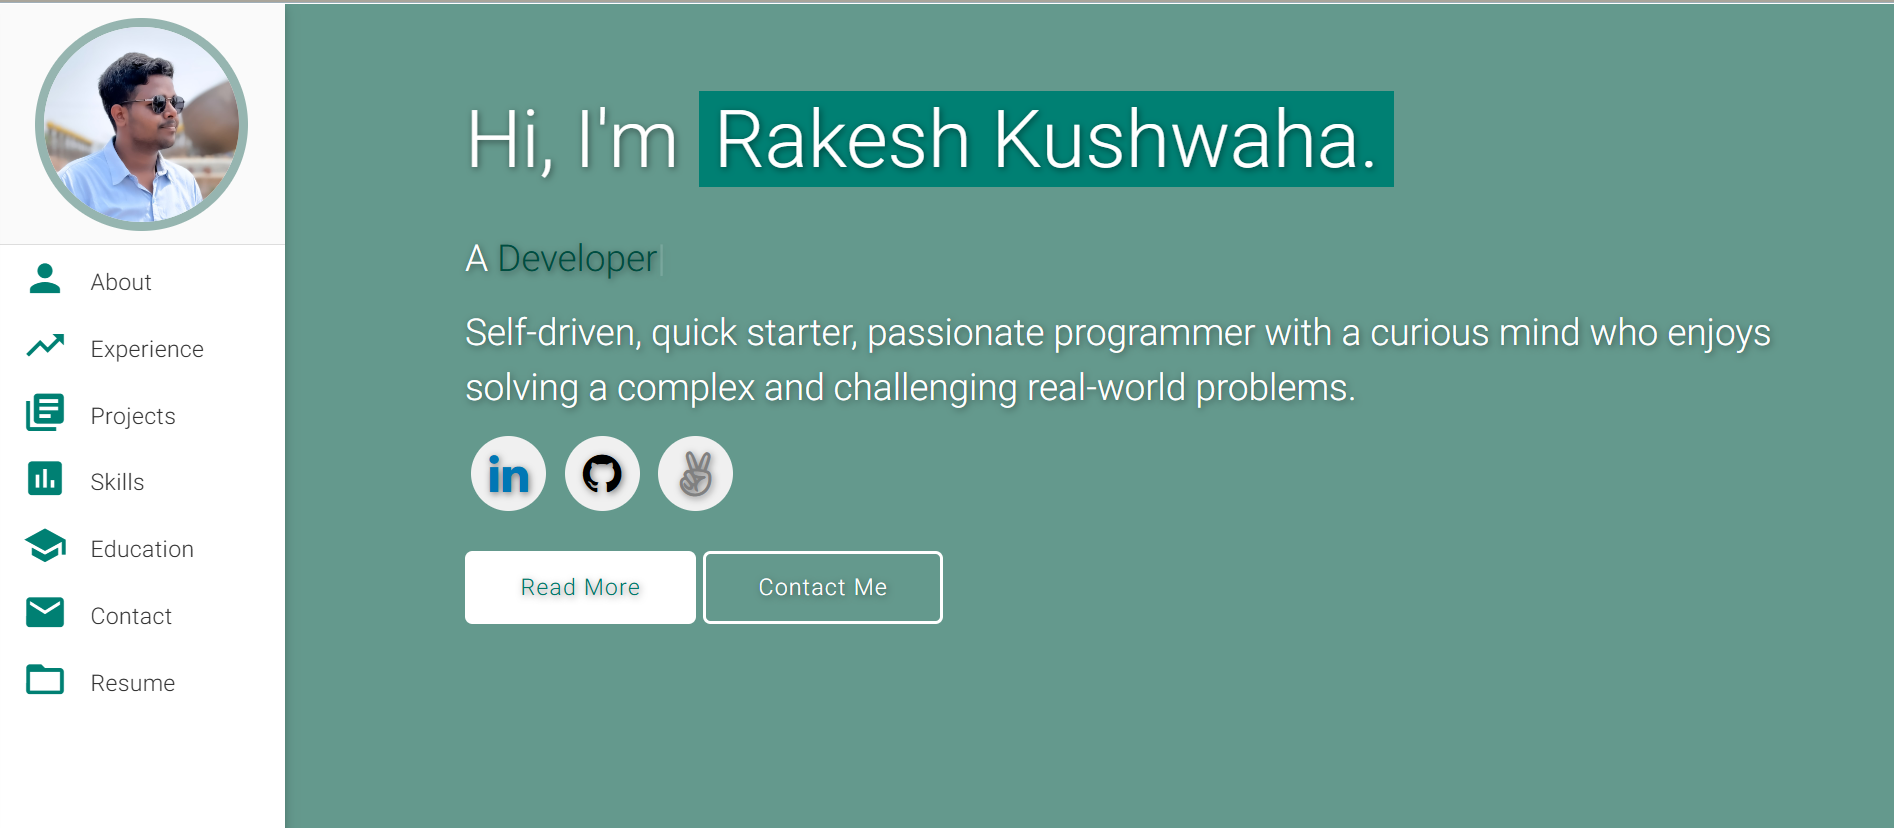 About
Experience
Projects
Skills
Education
Contact
Resume
Hi, I'm Rakesh Kushwaha.
A Developer
Self-driven, quick starter, passionate programmer with a curious mind who enjoys
solving a complex and challenging real-world problems.
in
Read More
Contact Me